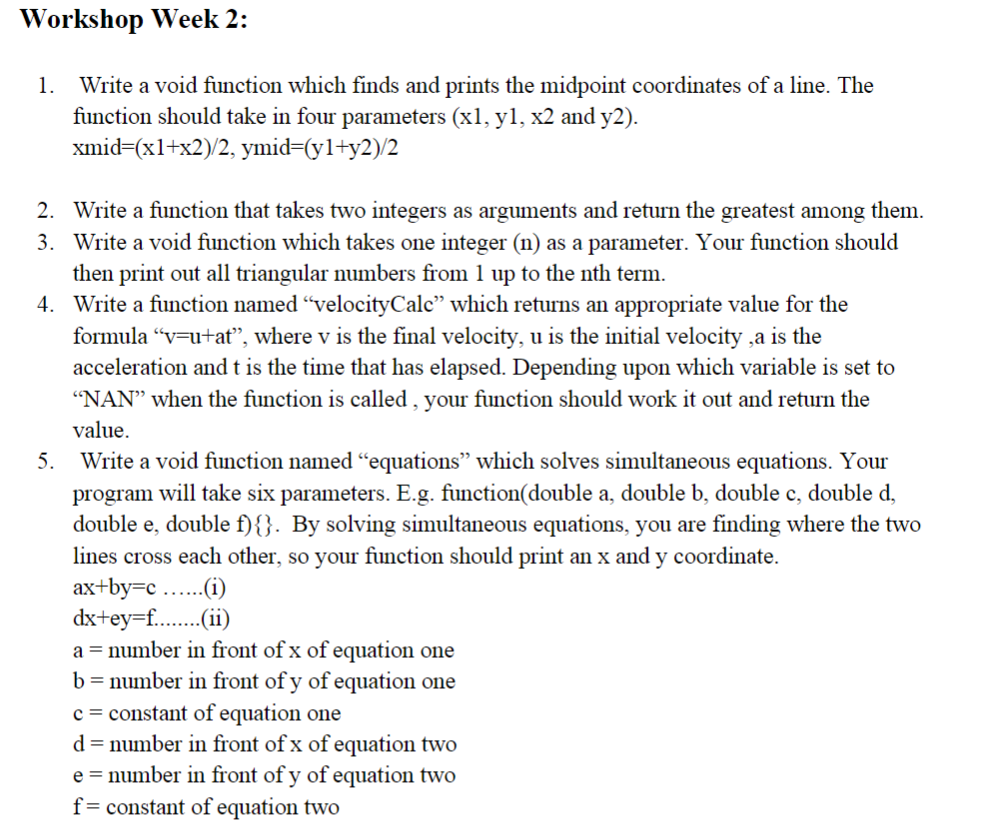 Workshop Week 2:
1. Write a void function which finds and prints the midpoint coordinates of a line. The
function should take in four parameters (x1, y1, x2 and y2).
xmid=(x1+x2)/2, ymid=(y1+y2)/2
2. Write a function that takes two integers as arguments and return the greatest among them.
3. Write a void function which takes one integer (n) as a parameter. Your function should
then print out all triangular numbers from 1 up to the nth term.
4. Write a function named “velocityCalc” which returns an appropriate value for the
formula “v=u+at”, where v is the final velocity, u is the initial velocity ,a is the
acceleration and t is the time that has elapsed. Depending upon which variable is set to
“NAN” when the function is called , your function should work it out and return the
value.
5. Write a void function named “equations” which solves simultaneous equations. Your
program will take six parameters. E.g. function(double a, double b, double c, double d,
double e, double f){}. By solving simultaneous equations, you are finding where the two
lines cross each other, so your function should print an x and y coordinate.
ax+by=c ......(i)
dx+ey=f........(ii)
a = number in front of x of equation one
b = number in front of y of equation one
c = constant of equation one
d = number in front of x of equation two
e = number in front of y of equation two
f = constant of equation two